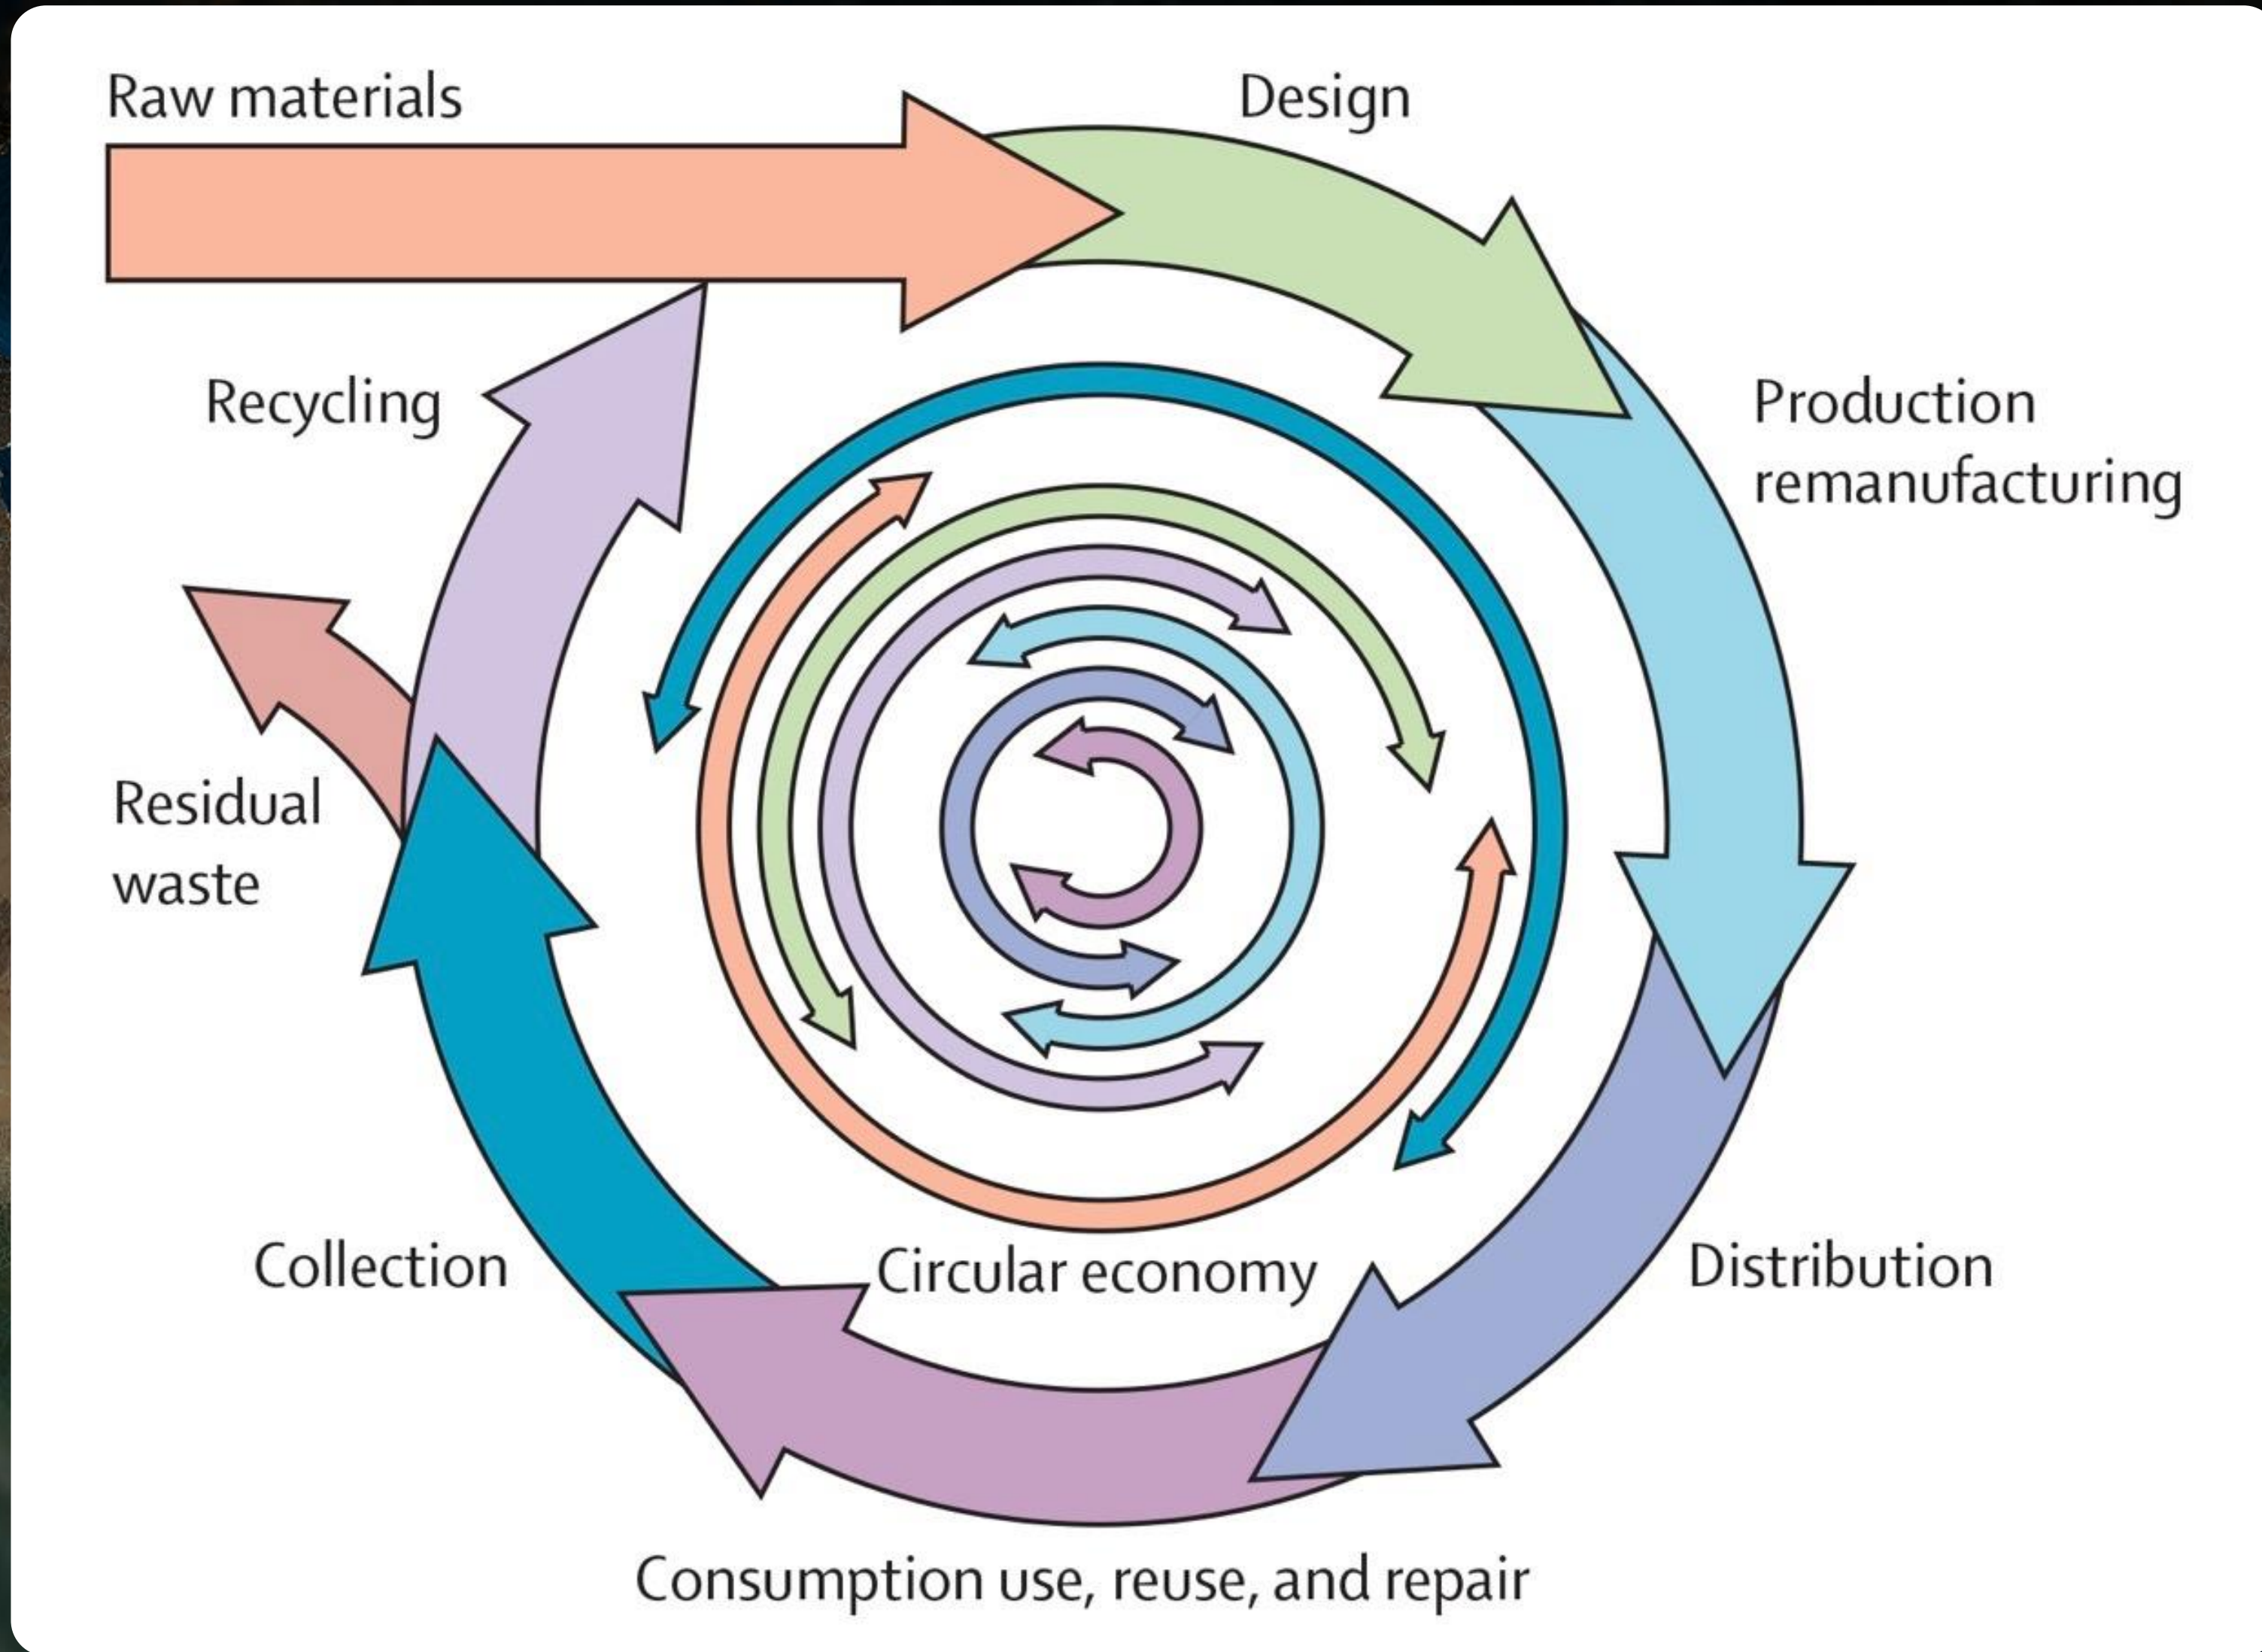 Raw materials
Design
Recycling
Production
remanufacturing
Residual
waste
Collection
Circular economy
Distribution
Consumption use, reuse, and repair